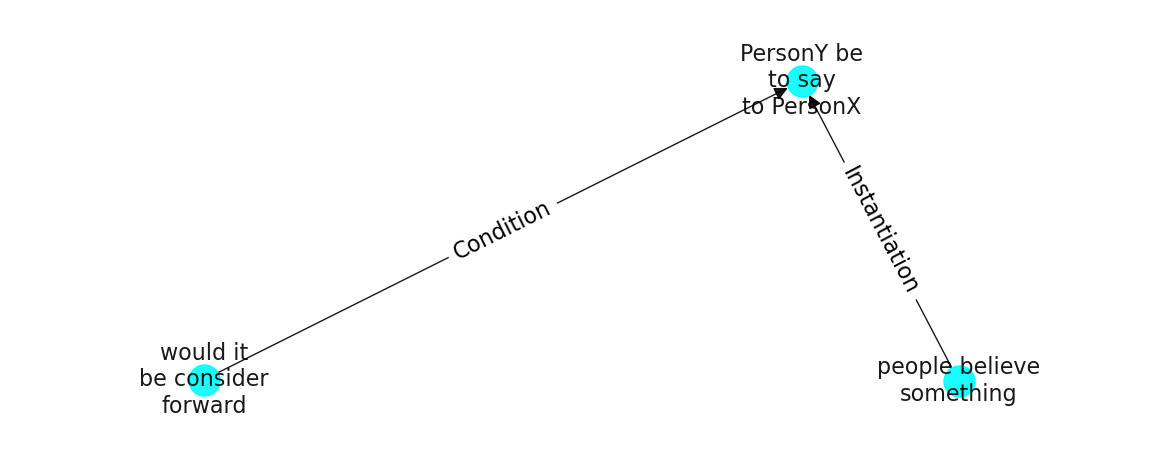 PersonY be
to say
to PersonX
Instantiation
Condition
would it
be consider
forward
people believe
something